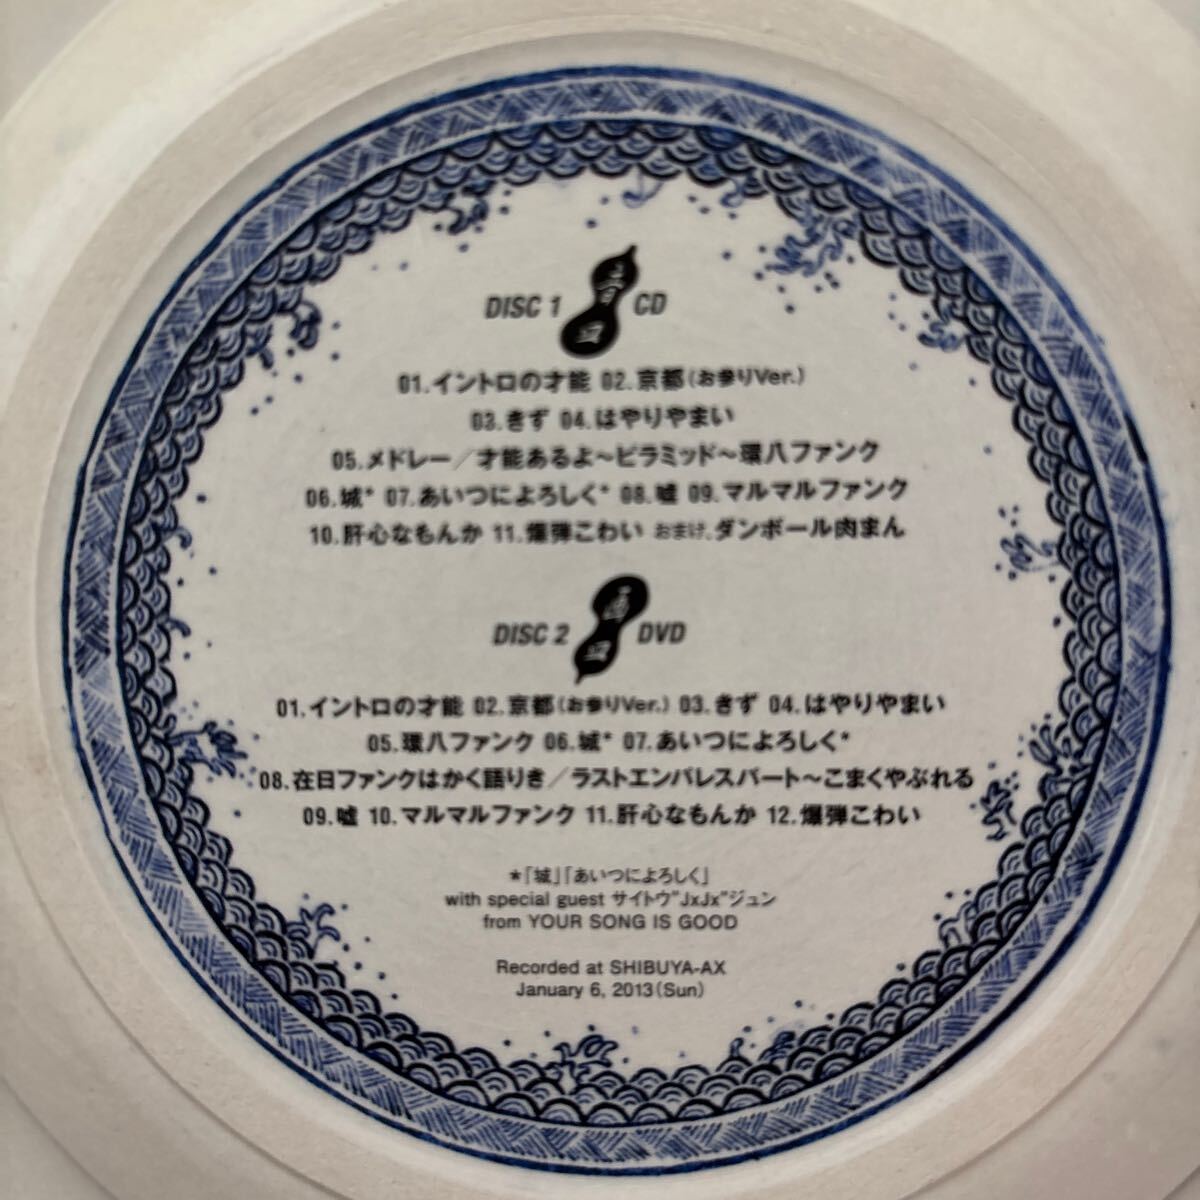 DISC 1 音皿 CD
01.イントロの才能 02.京都(お参りVer.)
03.きず 04.はやりやまい
05.メドレー/才能あるよ~ピラミッド~環八ファンク
06.城* 07.あいつによろしく* 08.嘘 09.マルマルファンク
10.肝心なもんか 11.爆弾こわい おまけ.ダンボール肉まん
DISC 2 画皿 DVD
01.イントロの才能 02.京都(お参りVer.) 03.きず 04.はやりやまい
05.環八ファンク 06.城* 07.あいつによろしく*
08.在日ファンクはかく語りき/ラストエンパレスパート~こまくやぶれる
09.嘘 10.マルマルファンク 11.肝心なもんか 12.爆弾こわい
*「城」「あいつによろしく」
with special guest サイトウ"JxJx"ジュン
from YOUR SONG IS GOOD
Recorded at SHIBUYA-AX
January 6, 2013(Sun)